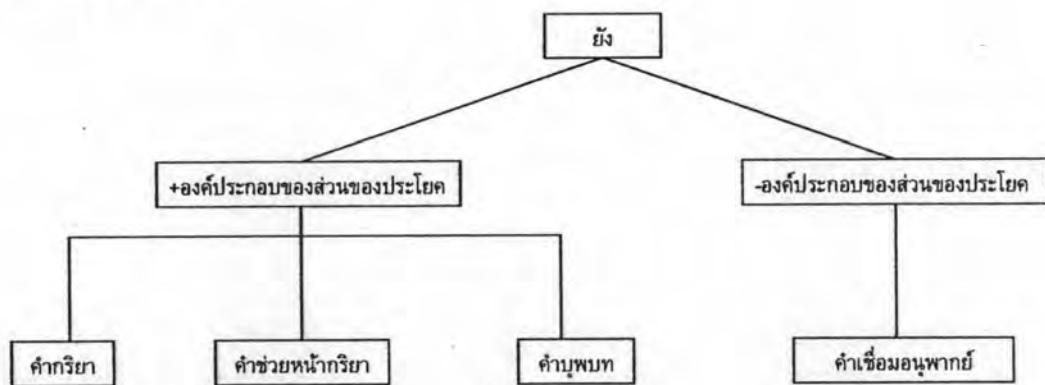 ยัง
+องค์ประกอบของส่วนของประโยค
-องค์ประกอบของส่วนของประโยค
คำกริยา
คำช่วยหน้ากริยา
คำบุพบท
คำเชื่อมอนุพากย์